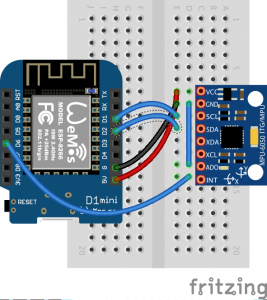 WeMos
MODEL ESP-8266
FC
RST
A0
D0
D5
D6
D7
D8
3V3
TX
RX
D1
D2
D3
D4
G
5V
RESET
D1
mini
VCC
GND
SCL
SDA
XDA
XCL
ADO
INT
MPU-6050
ITG/MPU
X
fritzing